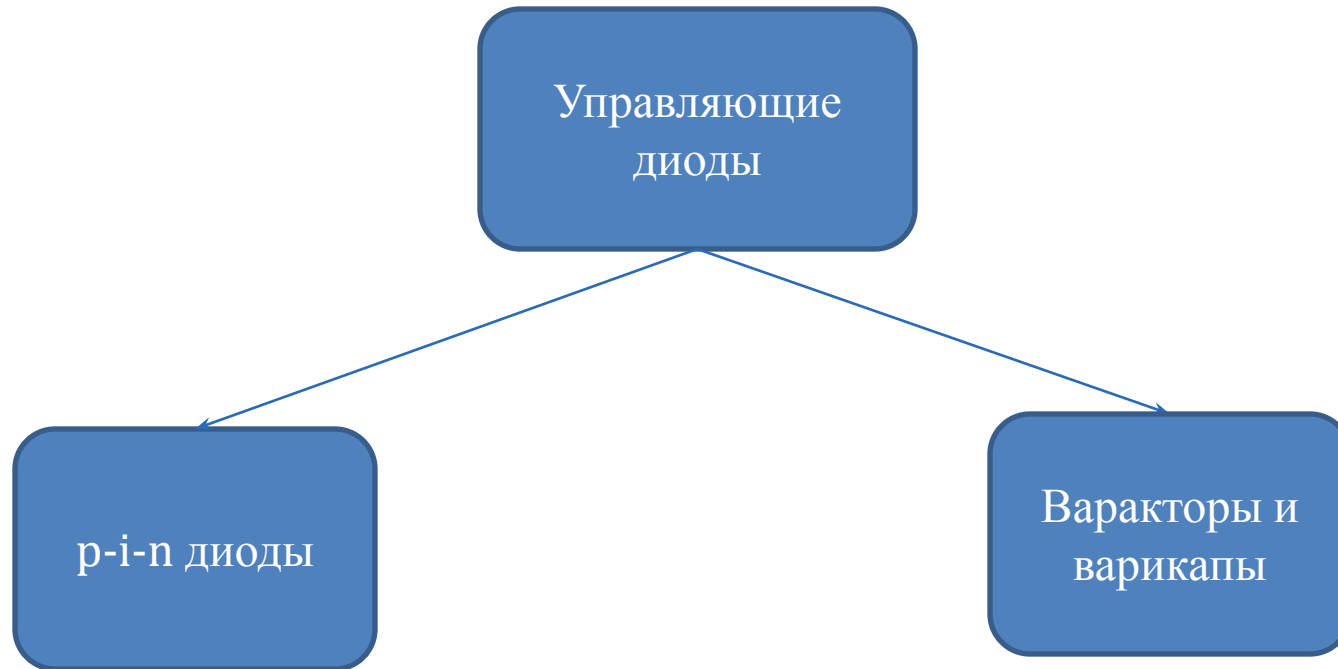 Управляющие
диоды
p-i-n диоды
Варакторы и
варикапы